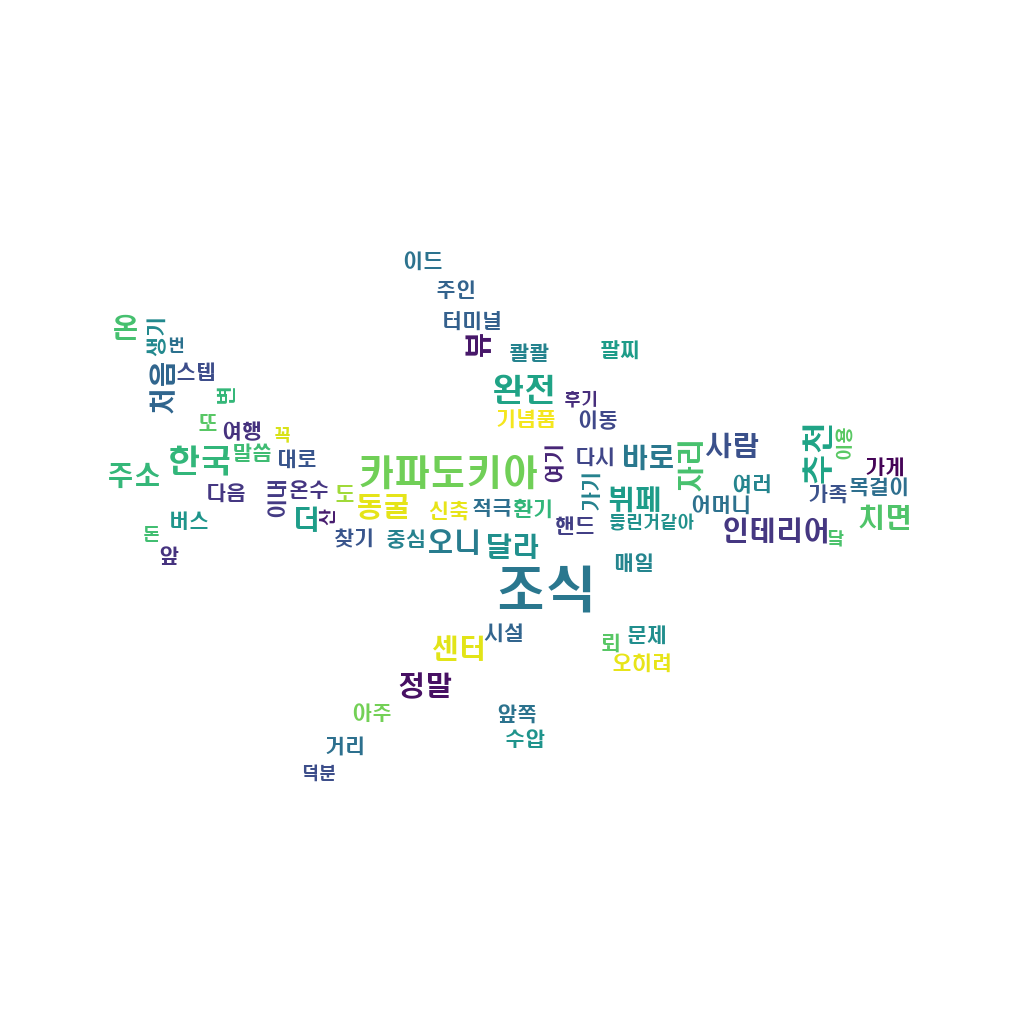 이드
주인
터미널
뷰
콸콸
팔찌
온
생기
번
처음
스텝
변
완전
후기
기념품
이동
또
여행
꼭
한국
말씀
대로
주소
카파도키아
여기
다시
바로
자리
사람
추천
이용
가게
다음
이내
온수
도
동굴
신축
적극
환기
가기
뷔페
여러
어머니
가족
목걸이
버스
더
산
핸드
틀린거같아
인테리어
치면
닼
돈
앞
찾기
중심
오니
달라
매일
조식
시설
센터
뢰
문제
오히려
정말
아주
앞쪽
수압
거리
덕분